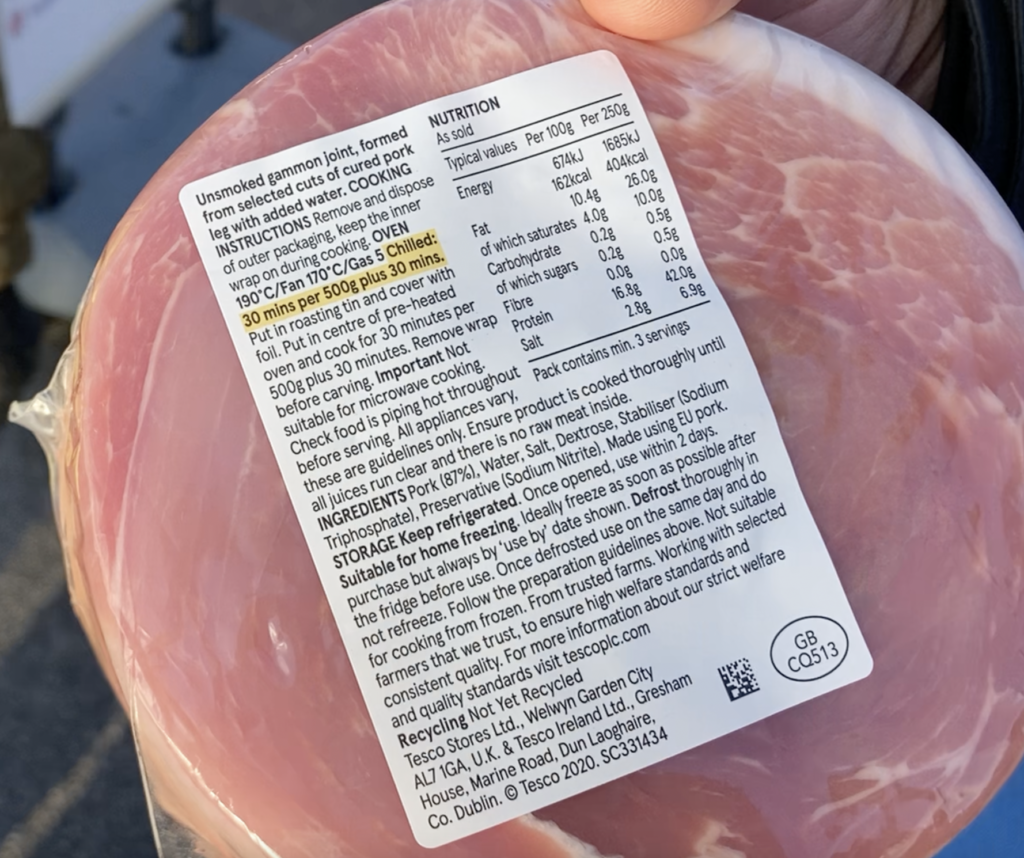 Unsmoked gammon joint, formed
from selected cuts of cured pork
leg with added water. COOKING
INSTRUCTIONS Remove and dispose
of outer packaging, keep the inner
wrap on during cooking. OVEN
190°C/Fan 170°C/Gas 5 Chilled:
30 mins per 500g plus 30 mins.
Put in roasting tin and cover with
foil. Put in centre of pre-heated
oven and cook for 30 minutes per
500g plus 30 minutes. Remove wrap
before carving. Important Not
suitable for microwave cooking.
Check food is piping hot throughout
before serving. All appliances vary,
these are guidelines only. Ensure product is cooked thoroughly until
all juices run clear and there is no raw meat inside.
NUTRITION
As sold
Typical values Per 100g Per 250g
Energy 674kJ 1685kJ
162kcal 404kcal
Fat 10.4g 26.0g
of which saturates 4.0g 10.0g
Carbohydrate 0.2g 0.5g
of which sugars 0.2g 0.5g
Fibre 0.0g 0.0g
Protein 16.8g 42.0g
Salt 2.8g 6.9g
Pack contains min. 3 servings
INGREDIENTS Pork (87%), Water, Salt, Dextrose, Stabiliser (Sodium
Triphosphate), Preservative (Sodium Nitrite). Made using EU pork.
STORAGE Keep refrigerated. Once opened, use within 2 days.
Suitable for home freezing. Ideally freeze as soon as possible after
purchase but always by 'use by' date shown. Defrost thoroughly in
the fridge before use. Once defrosted use on the same day and do
not refreeze. Follow the preparation guidelines above. Not suitable
for cooking from frozen. From trusted farms. Working with selected
farmers that we trust, to ensure high welfare standards and
consistent quality. For more information about our strict welfare
and quality standards visit tescoplc.com
Recycling Not Yet Recycled
Tesco Stores Ltd., Welwyn Garden City
AL7 1GA, U.K. & Tesco Ireland Ltd., Gresham
House, Marine Road, Dun Laoghaire,
Co. Dublin. © Tesco 2020. SC331434
GB
CQ513